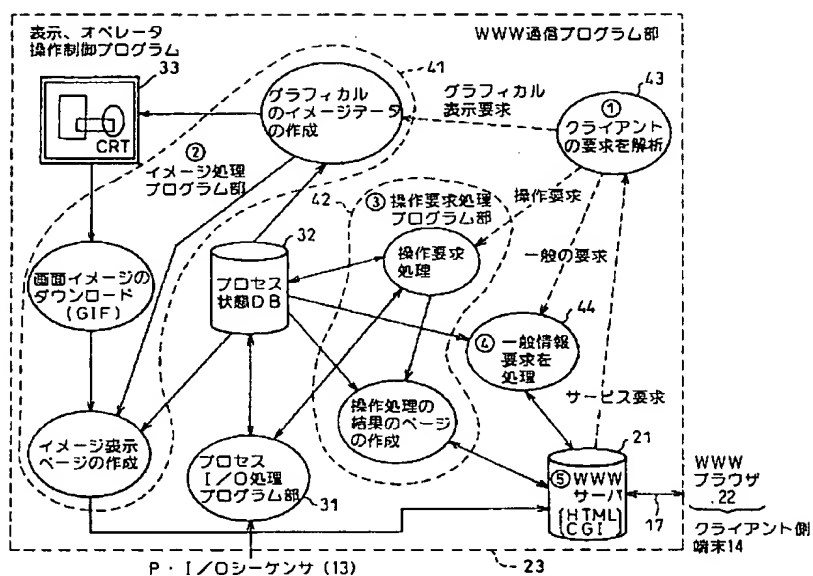 表示、オペレータ
操作制御プログラム
33
CRT
WWW通信プログラム部
41
グラフィカル
のイメージデータ
の作成
グラフィカル
表示要求
43
①
クライアント
の要求を解析
②
イメージ処理
プログラム部
42
③操作要求処理
プログラム部
操作要求
操作要求
処理
一般の要求
32
プロセス
状態DB
画面イメージの
ダウンロード
(GIF)
44
④一般情報
要求を
処理
サービス要求
操作処理の
結果のページ
の作成
イメージ表示
ページの作成
プロセス
I/O処理
プログラム部
31
21
⑤WWW
サーバ
[HTML
CGI]
17
WWW
ブラウザ
22
クライアント側
端末14
23
P・I/Oシーケンサ(13)